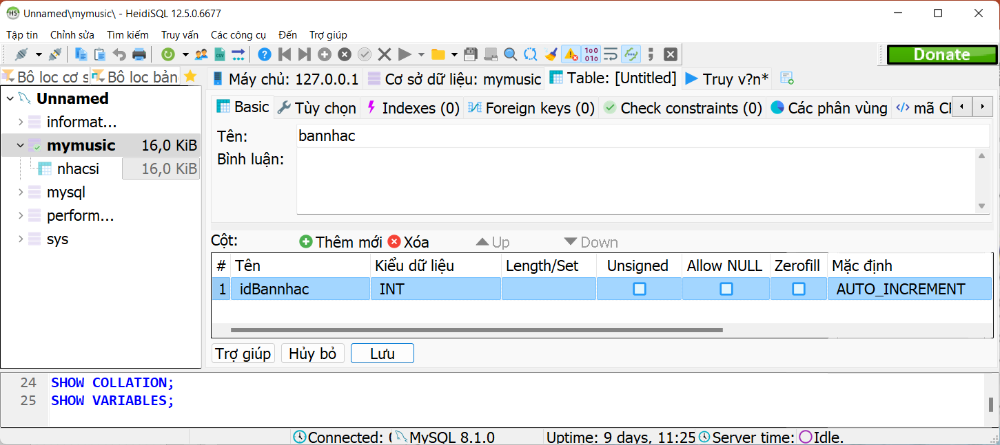 Unnamed\mymusic\ - HeidiSQL 12.5.0.6677
Tập tin Chỉnh sửa Tìm kiếm Truy vấn Các công cụ Đến Trợ giúp
Donate
Bô loc cơ s Bô loc bản
Máy chủ: 127.0.0.1 Cơ sở dữ liệu: mymusic Table: [Untitled] Truy v?n*
Unnamed
informat...
mymusic 16,0 KiB
nhacsi 16,0 KiB
mysql
perform...
sys
Basic Tùy chọn Indexes (0) Foreign keys (0) Check constraints (0) Các phân vùng mã CR
Tên: bannhac
Bình luận:
Cột: Thêm mới Xóa Up Down
# Tên Kiểu dữ liệu Length/Set Unsigned Allow NULL Zerofill Mặc định
1 idBannhac INT AUTO_INCREMENT
Trợ giúp Hủy bỏ Lưu
24 SHOW COLLATION;
25 SHOW VARIABLES;
Connected: MySQL 8.1.0 Uptime: 9 days, 11:25 Server time: Idle.